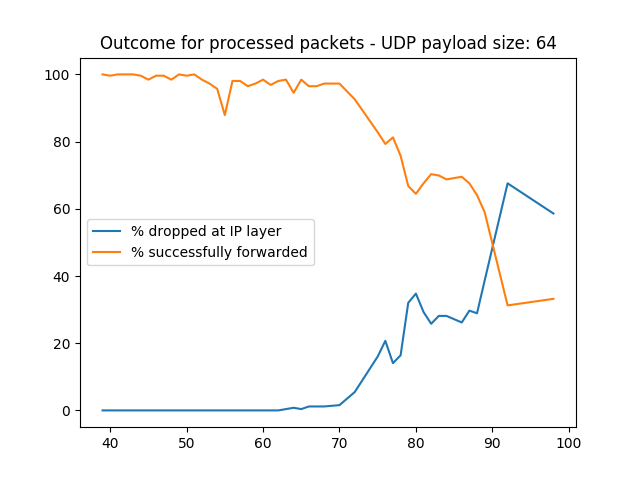 Outcome for processed packets - UDP payload size: 64
100
80
60
40
20
0
% dropped at IP layer
% successfully forwarded
40 50 60 70 80 90 100